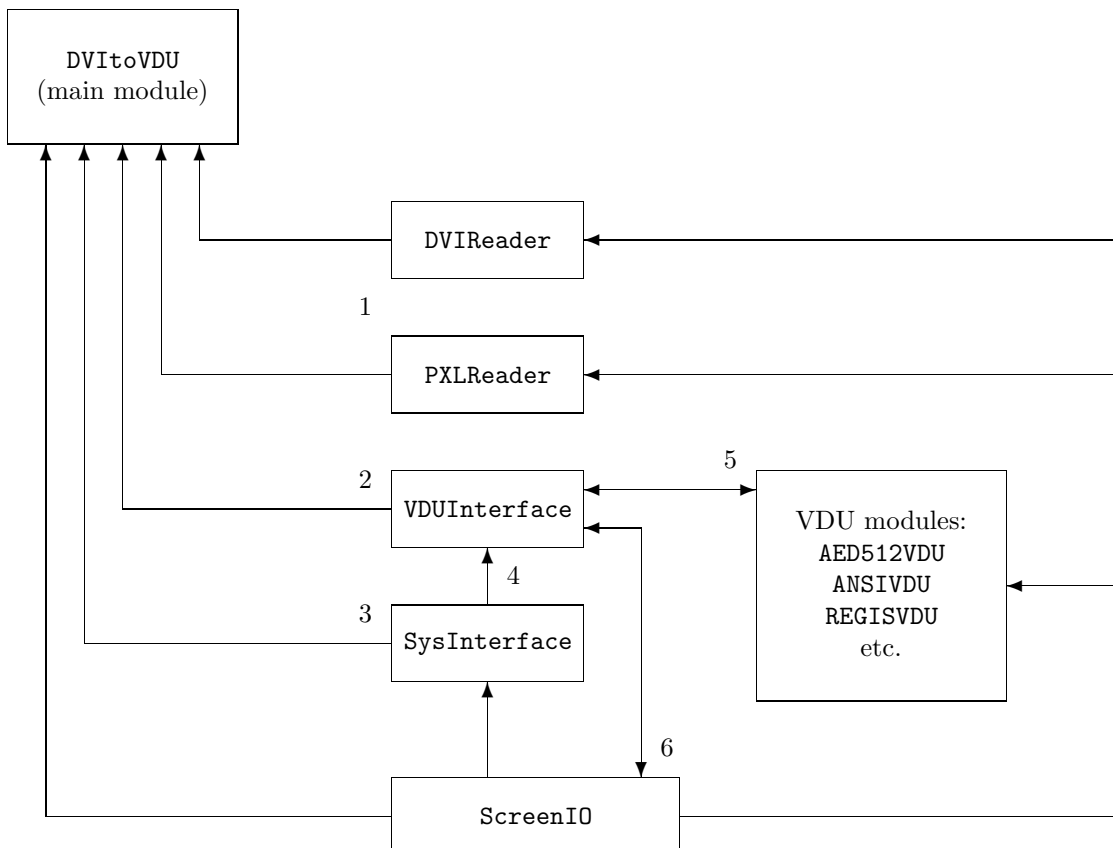 DVItoVDU
(main module)
DVIReader
1
PXLReader
2
VDUInterface
5
VDU modules:
AED512VDU
ANSIVDU
REGISVDU
etc.
4
3
SysInterface
6
ScreenIO